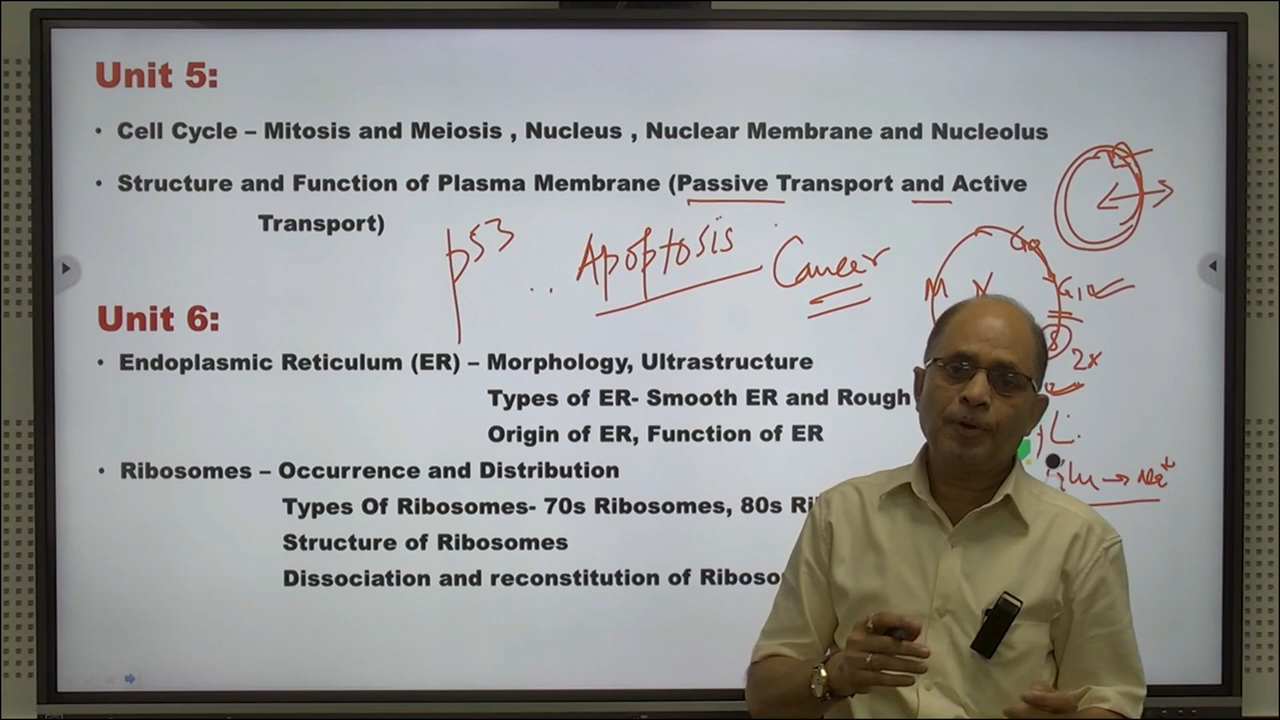 Unit 5:
• Cell Cycle – Mitosis and Meiosis , Nucleus , Nuclear Membrane and Nucleolus
• Structure and Function of Plasma Membrane (Passive Transport and Active
Transport)
p53 .. Apoptosis Cancer
M
G1
S
2x
Unit 6:
• Endoplasmic Reticulum (ER) – Morphology, Ultrastructure
Types of ER- Smooth ER and Rough
Origin of ER, Function of ER
• Ribosomes – Occurrence and Distribution
Types Of Ribosomes- 70s Ribosomes, 80s Ri
Structure of Ribosomes
Dissociation and reconstitution of Riboso